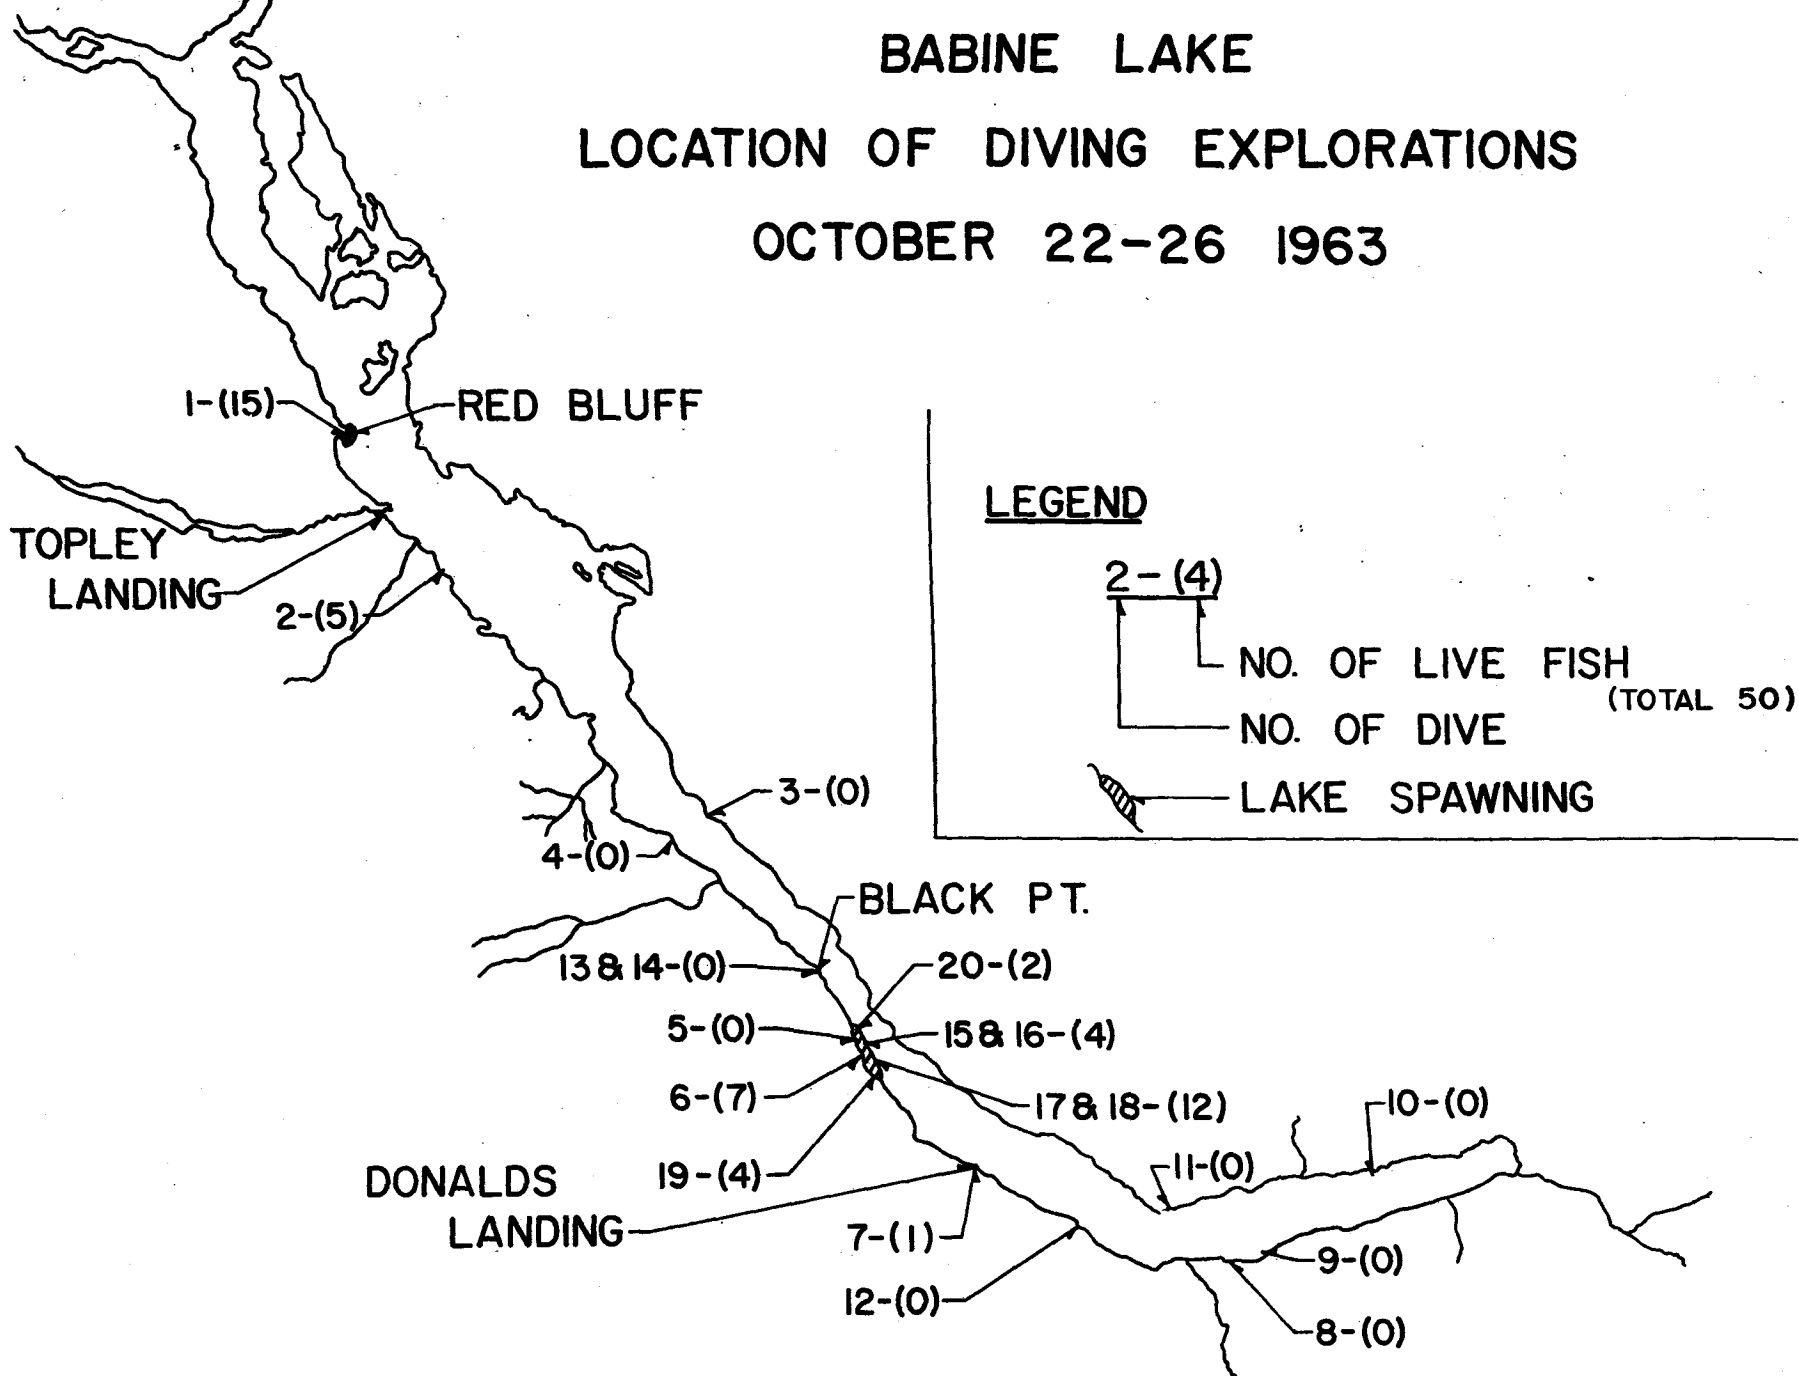 BABINE LAKE
LOCATION OF DIVING EXPLORATIONS
OCTOBER 22-26 1963
1-(15)
RED BLUFF
LEGEND
2-(4)
NO. OF LIVE FISH
(TOTAL 50)
NO. OF DIVE
LAKE SPAWNING
TOPLEY
LANDING
2-(5)
3-(0)
4-(0)
BLACK PT.
13 & 14-(0)
20-(2)
5-(0)
15 & 16-(4)
6-(7)
17 & 18-(12)
10-(0)
19-(4)
11-(0)
DONALDS
LANDING
7-(1)
9-(0)
12-(0)
8-(0)